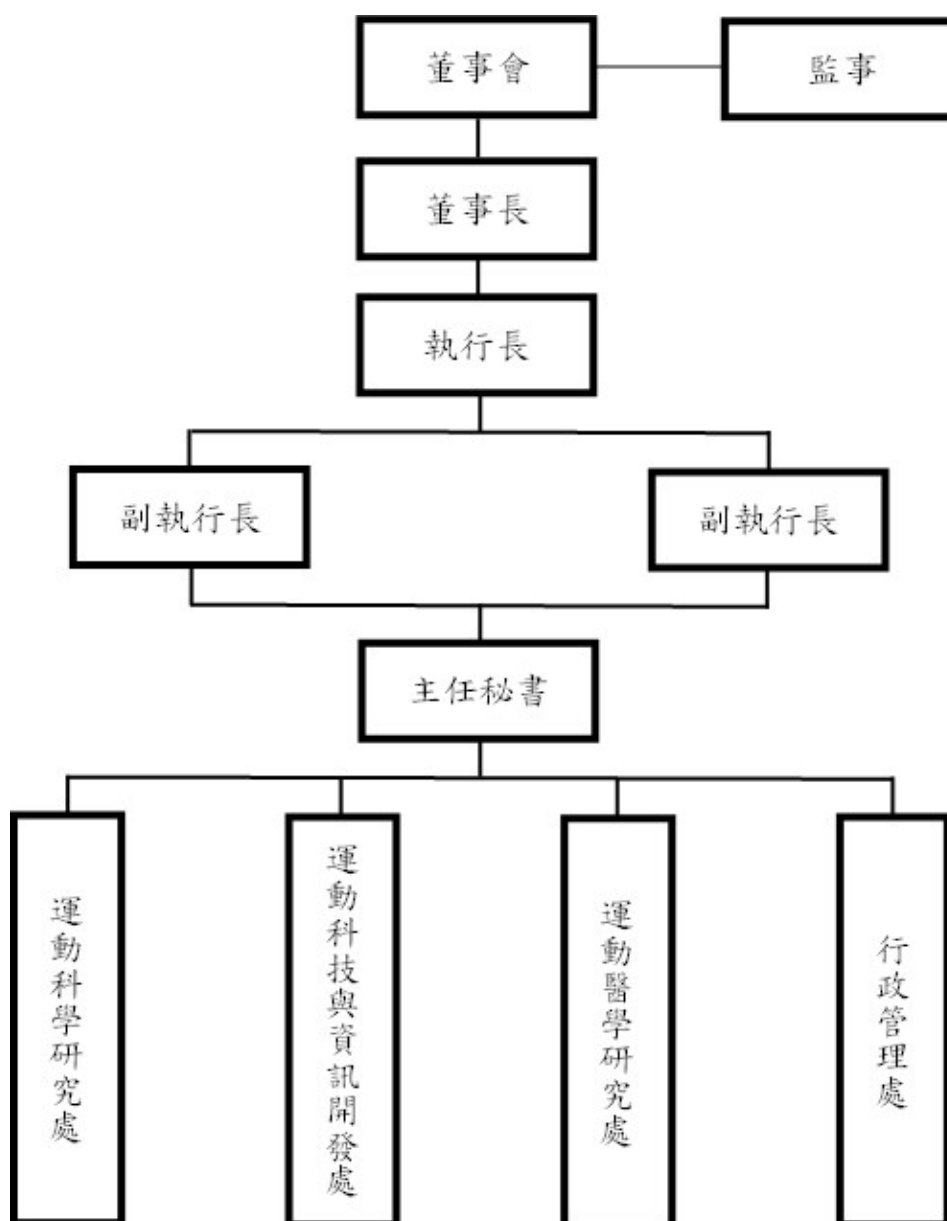 董事會
監事
董事長
執行長
副執行長
副執行長
主任秘書
運動科學研究處
運動科技與資訊開發處
運動醫學研究處
行政管理處